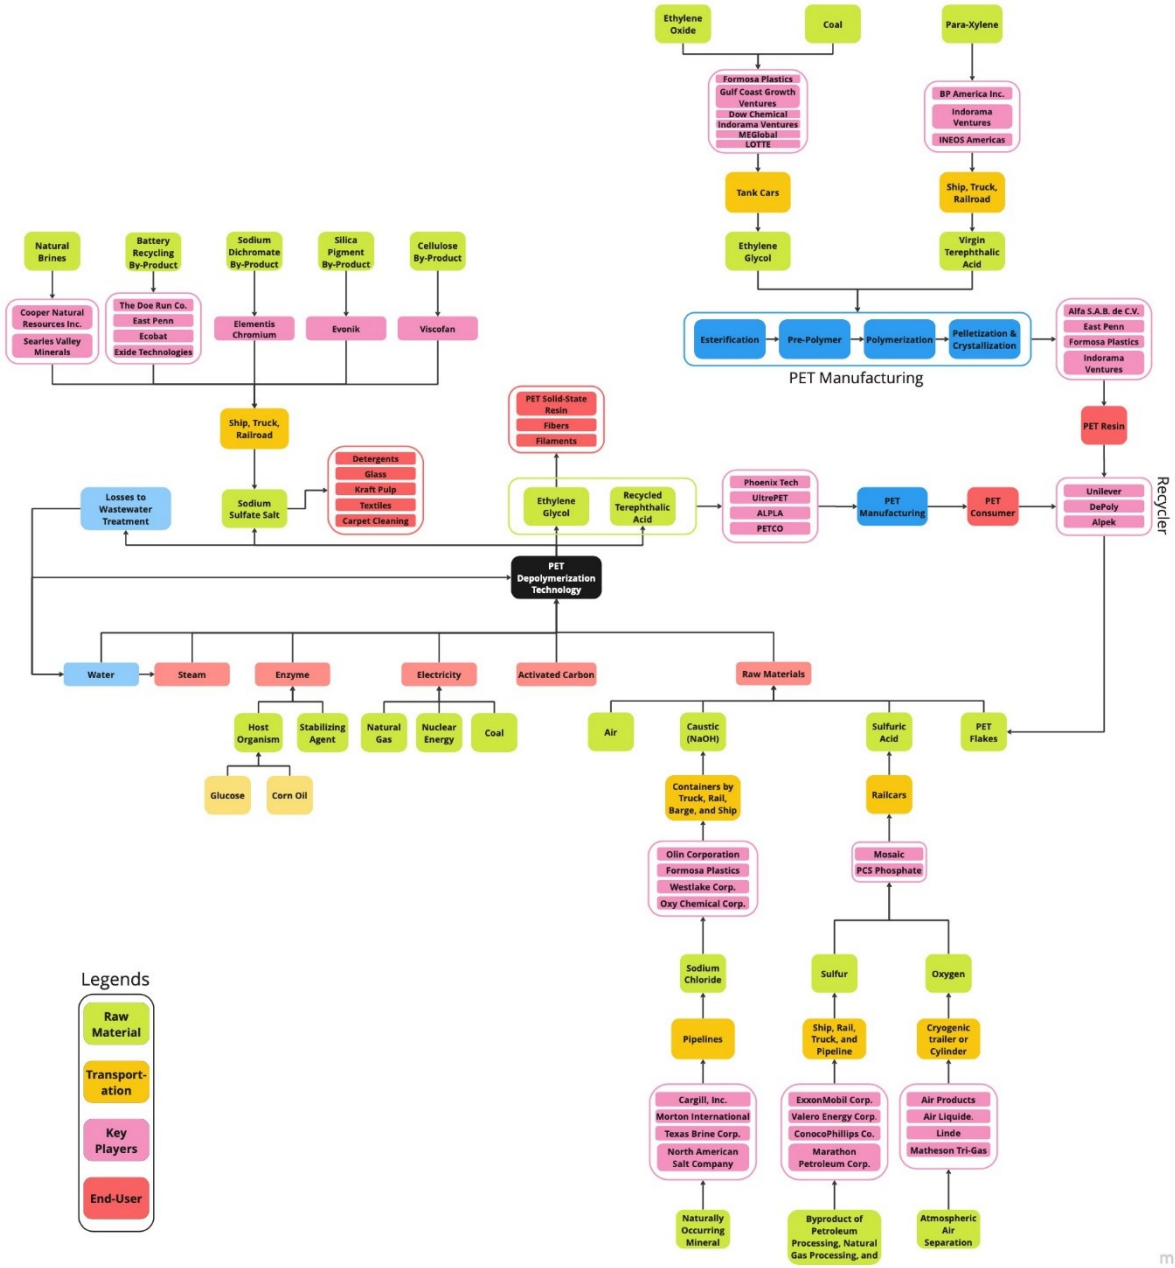 Ethylene
Oxide
Coal
Para-Xylene
Formosa Plastics
Gulf Coast Growth
Ventures
Dow Chemical
Indorama Ventures
MEGlobal
LOTTE
BP America Inc.
Indorama
Ventures
INEOS Americas
Tank Cars
Ship, Truck,
Railroad
Ethylene
Glycol
Virgin
Terephthalic
Acid
Natural
Brines
Battery
Recycling
By-Product
Sodium
Dichromate
By-Product
Silica
Pigment
By-Product
Cellulose
By-Product
Cooper Natural
Resources Inc.
Searles Valley
Minerals
The Doe Run Co.
East Penn
Ecobat
Exide Technologies
Elementis
Chromium
Evonik
Viscofan
Esterification
Pre-Polymer
Polymerization
Pelletization &
Crystallization
PET Manufacturing
Alfa S.A.B. de C.V.
East Penn
Formosa Plastics
Indorama
Ventures
PET Resin
Ship, Truck,
Railroad
PET Solid-State
Resin
Fibers
Filaments
Detergents
Glass
Kraft Pulp
Textiles
Carpet Cleaning
Losses to
Wastewater
Treatment
Sodium
Sulfate Salt
Ethylene
Glycol
Recycled
Terephthalic
Acid
Phoenix Tech
UltrePET
ALPLA
PETCO
PET
Manufacturing
PET
Consumer
Unilever
DePoly
Alpek
Recycler
PET
Depolymerization
Technology
Water
Steam
Enzyme
Electricity
Activated Carbon
Raw Materials
Host
Organism
Stabilizing
Agent
Natural
Gas
Nuclear
Energy
Coal
Air
Caustic
(NaOH)
Sulfuric
Acid
PET
Flakes
Glucose
Corn Oil
Containers by
Truck, Rail,
Barge, and Ship
Railcars
Olin Corporation
Formosa Plastics
Westlake Corp.
Oxy Chemical Corp.
Mosaic
PCS Phosphate
Sodium
Chloride
Sulfur
Oxygen
Pipelines
Ship, Rail,
Truck, and
Pipeline
Cryogenic
trailer or
Cylinder
Cargill, Inc.
Morton International
Texas Brine Corp.
North American
Salt Company
ExxonMobil Corp.
Valero Energy Corp.
ConocoPhillips Co.
Marathon
Petroleum Corp.
Air Products
Air Liquide.
Linde
Matheson Tri-Gas
Naturally
Occurring
Mineral
Byproduct of
Petroleum
Processing, Natural
Gas Processing, and
Atmospheric
Air
Separation
Legends
Raw
Material
Transport-
ation
Key
Players
End-User
m